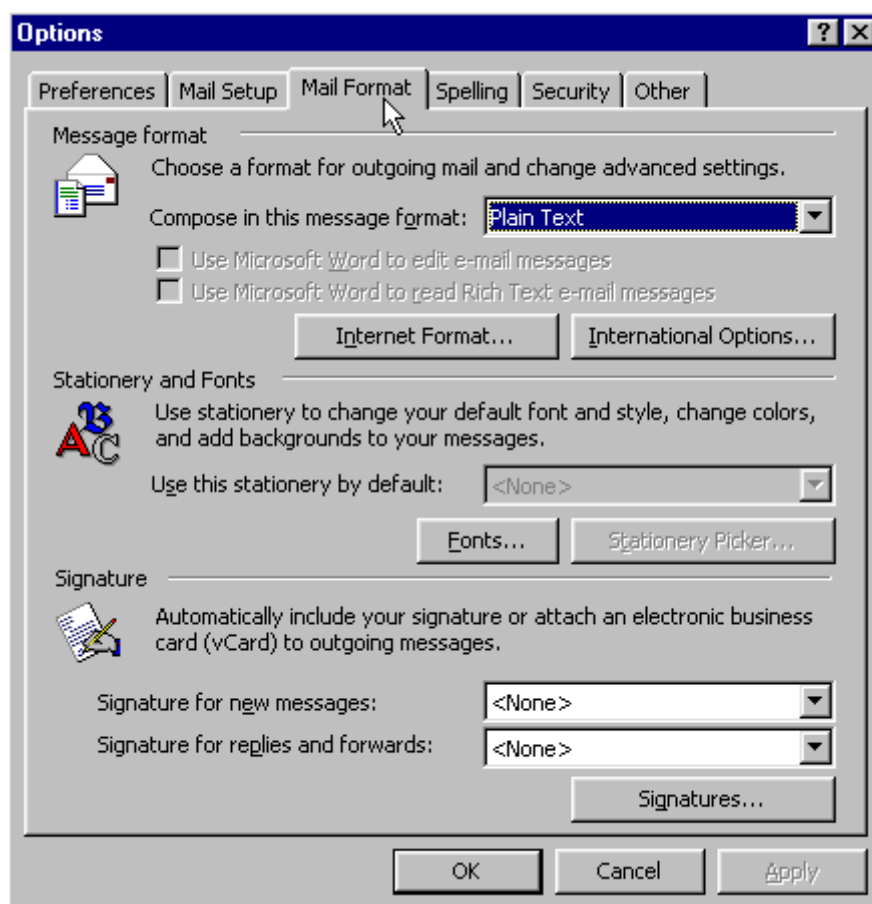 Options
Preferences Mail Setup Mail Format Spelling Security Other
Message format
Choose a format for outgoing mail and change advanced settings.
Compose in this message format: Plain Text
Use Microsoft Word to edit e-mail messages
Use Microsoft Word to read Rich Text e-mail messages
Internet Format... International Options...
Stationery and Fonts
Use stationery to change your default font and style, change colors,
and add backgrounds to your messages.
Use this stationery by default: <None>
Fonts... Stationery Picker...
Signature
Automatically include your signature or attach an electronic business
card (vCard) to outgoing messages.
Signature for new messages: <None>
Signature for replies and forwards: <None>
Signatures...
OK Cancel Apply